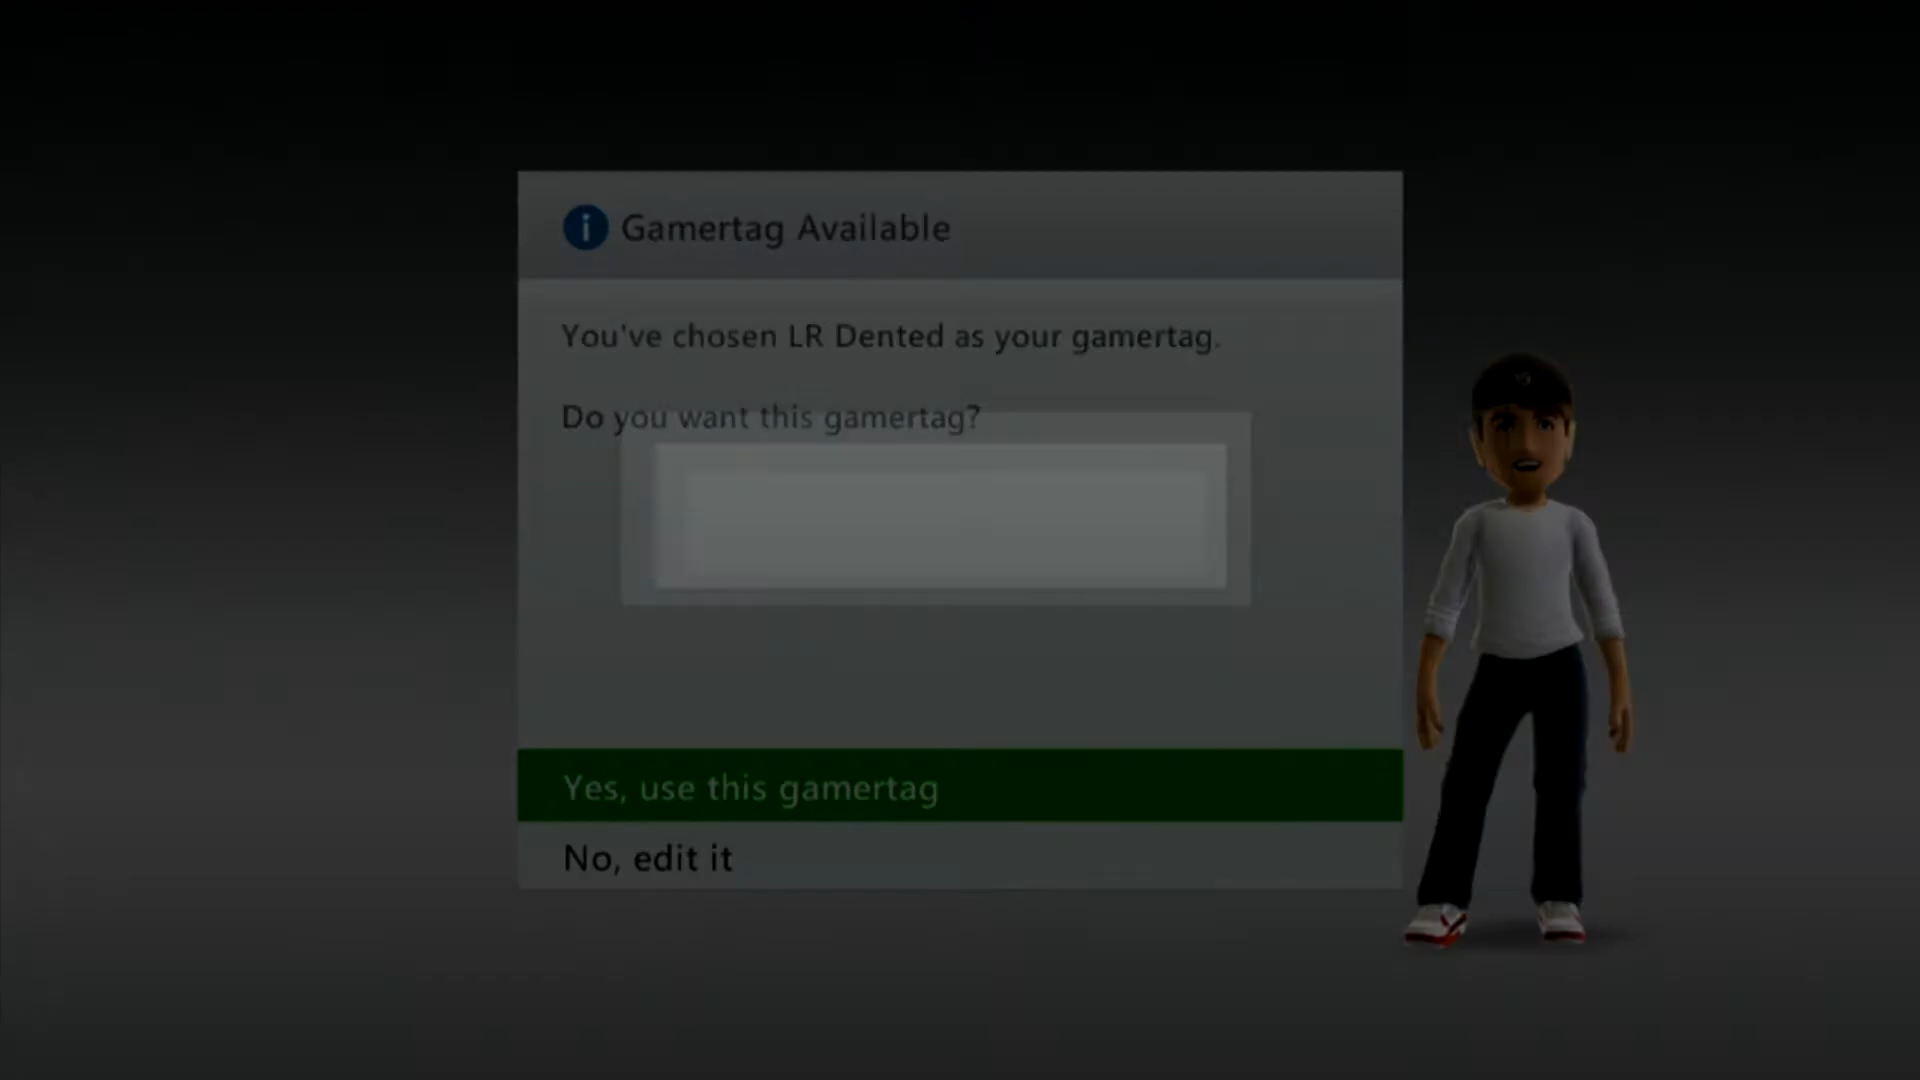 Gamertag Available
You've chosen LR Dented as your gamertag.
Do you want this gamertag?
Yes, use this gamertag
No, edit it